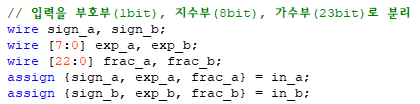 // 입력을 부호부(1bit), 지수부(8bit), 가수부(23bit)로 분리
wire sign_a, sign_b;
wire [7:0] exp_a, exp_b;
wire [22:0] frac_a, frac_b;
assign {sign_a, exp_a, frac_a} = in_a;
assign {sign_b, exp_b, frac_b} = in_b;